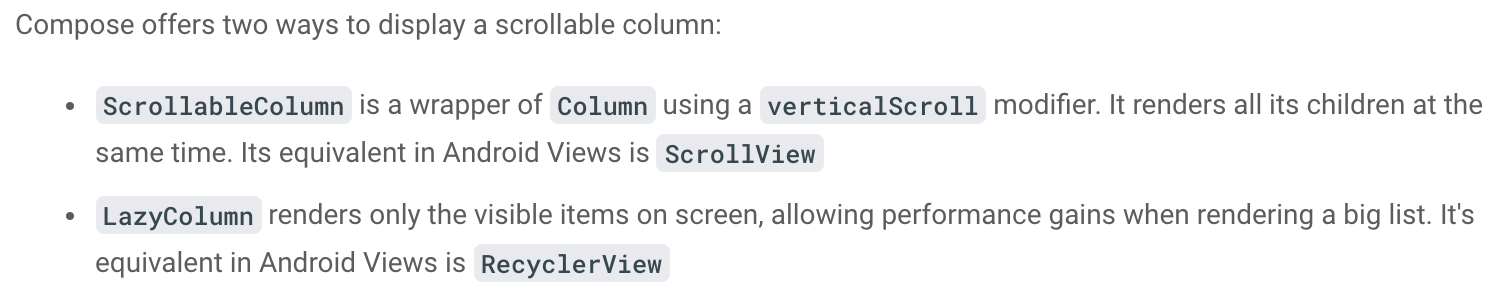 Compose offers two ways to display a scrollable column:
• ScrollableColumn is a wrapper of Column using a verticalScroll modifier. It renders all its children at the
same time. Its equivalent in Android Views is ScrollView
• LazyColumn renders only the visible items on screen, allowing performance gains when rendering a big list. It's
equivalent in Android Views is RecyclerView